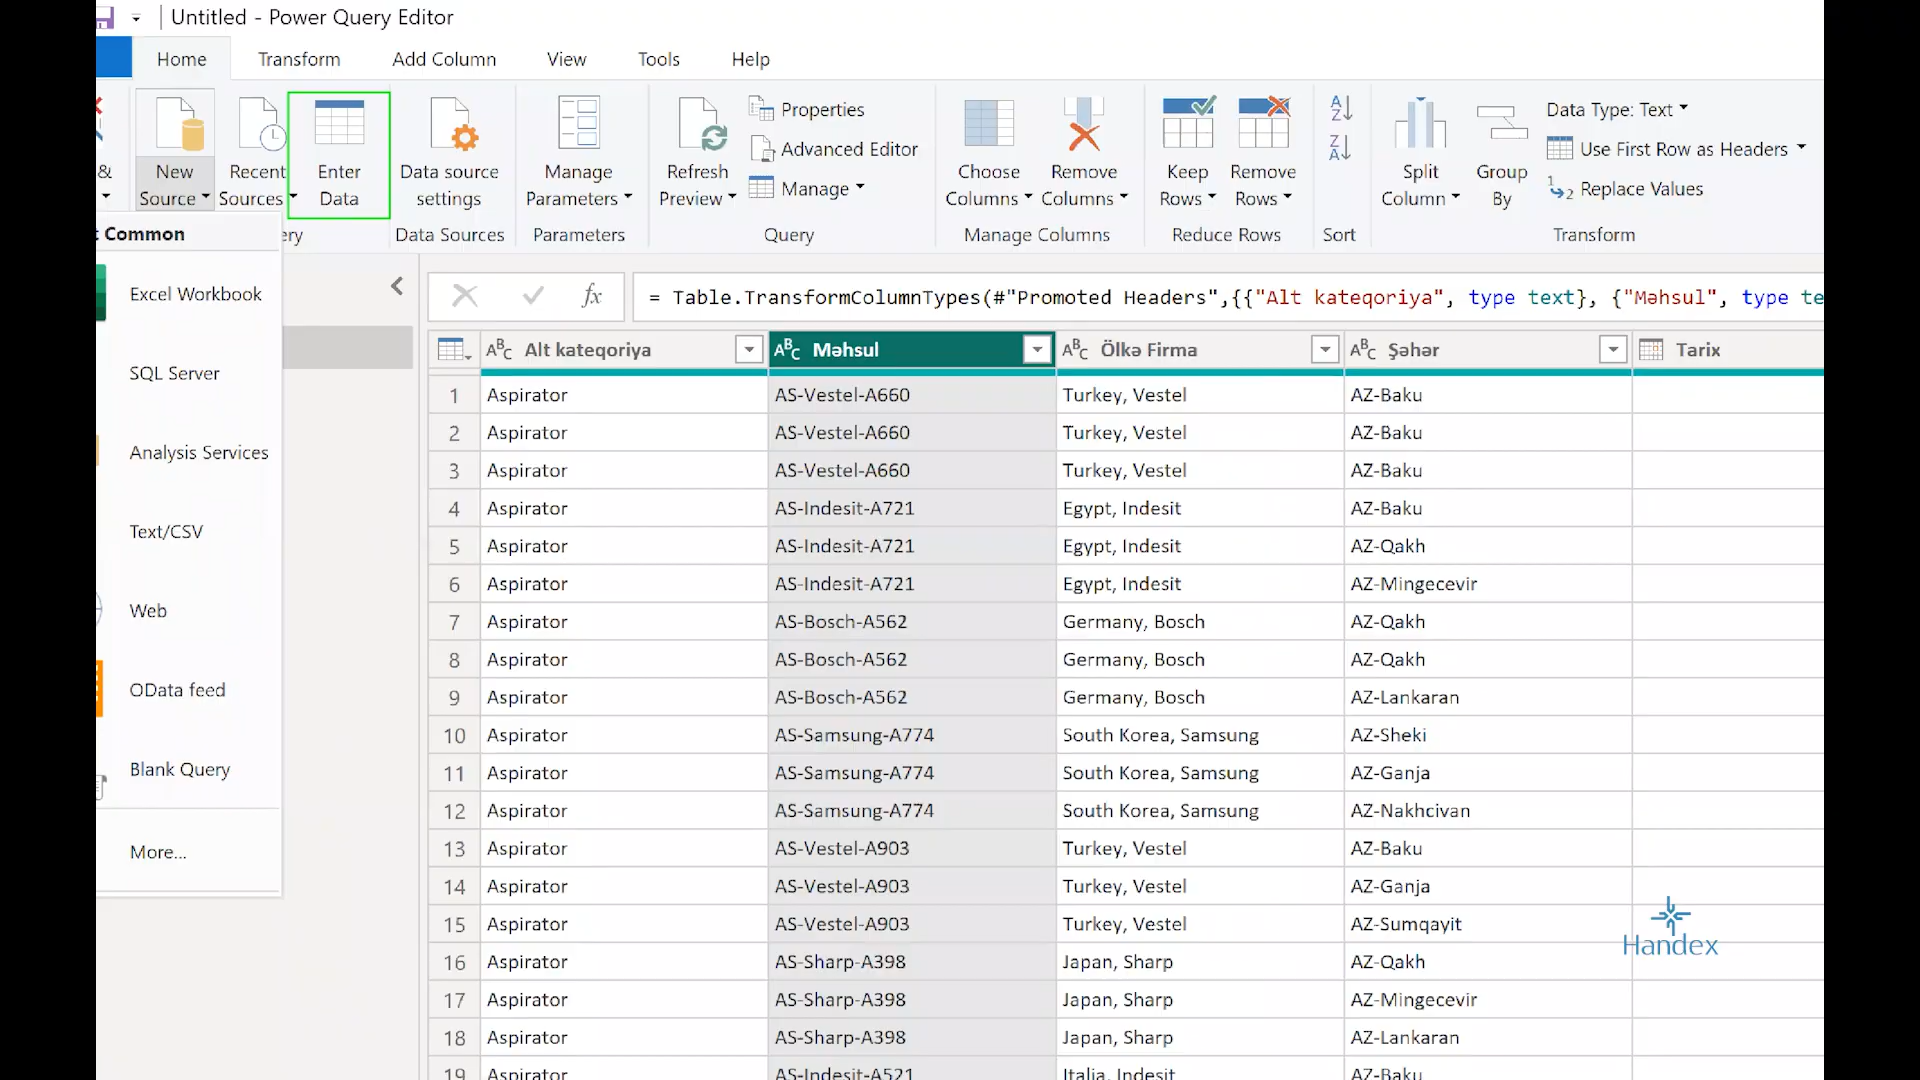 Untitled - Power Query Editor
Home Transform Add Column View Tools Help
&
New Source
Recent Sources
Enter Data
Data source settings
Manage Parameters
Refresh Preview
Properties
Advanced Editor
Manage
Choose Columns
Remove Columns
Keep Rows
Remove Rows
Split Column
Group By
Data Type: Text
Use First Row as Headers
Replace Values
Data Sources Parameters Query Manage Columns Reduce Rows Sort Transform
Common
Excel Workbook
SQL Server
Analysis Services
Text/CSV
Web
OData feed
Blank Query
More...
fx = Table.TransformColumnTypes(#"Promoted Headers",{{"Alt kateqoriya", type text}, {"Məhsul", type te
Alt kateqoriya Məhsul Ölkə Firma Şəhər Tarix
1 Aspirator AS-Vestel-A660 Turkey, Vestel AZ-Baku
2 Aspirator AS-Vestel-A660 Turkey, Vestel AZ-Baku
3 Aspirator AS-Vestel-A660 Turkey, Vestel AZ-Baku
4 Aspirator AS-Indesit-A721 Egypt, Indesit AZ-Baku
5 Aspirator AS-Indesit-A721 Egypt, Indesit AZ-Qakh
6 Aspirator AS-Indesit-A721 Egypt, Indesit AZ-Mingecevir
7 Aspirator AS-Bosch-A562 Germany, Bosch AZ-Qakh
8 Aspirator AS-Bosch-A562 Germany, Bosch AZ-Qakh
9 Aspirator AS-Bosch-A562 Germany, Bosch AZ-Lankaran
10 Aspirator AS-Samsung-A774 South Korea, Samsung AZ-Sheki
11 Aspirator AS-Samsung-A774 South Korea, Samsung AZ-Ganja
12 Aspirator AS-Samsung-A774 South Korea, Samsung AZ-Nakhcivan
13 Aspirator AS-Vestel-A903 Turkey, Vestel AZ-Baku
14 Aspirator AS-Vestel-A903 Turkey, Vestel AZ-Ganja
15 Aspirator AS-Vestel-A903 Turkey, Vestel AZ-Sumqayit
16 Aspirator AS-Sharp-A398 Japan, Sharp AZ-Qakh
17 Aspirator AS-Sharp-A398 Japan, Sharp AZ-Mingecevir
18 Aspirator AS-Sharp-A398 Japan, Sharp AZ-Lankaran
19 Aspirator AS-Indesit-A521 Italia, Indesit AZ-Baku
Handex